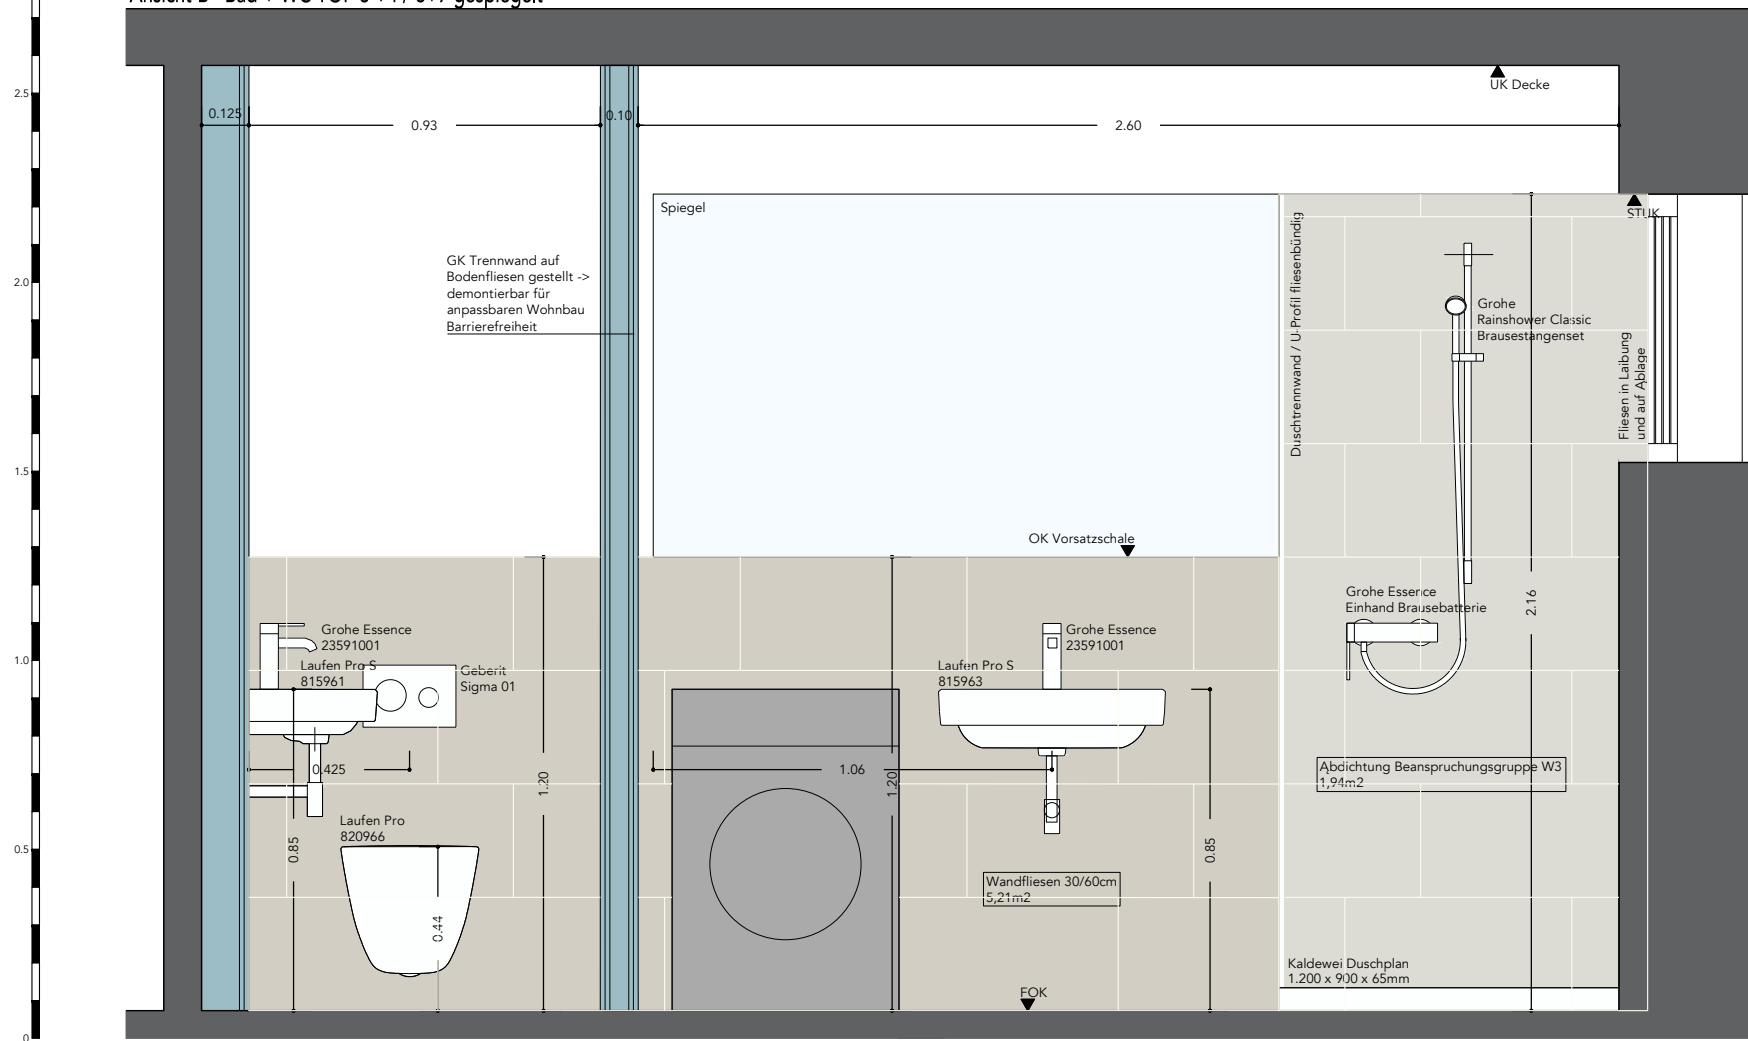 2.5
2.0
1.5
1.0
0.5
0
0.125
0.93
0.10
2.60
UK Decke
Spiegel
STUK
GK Trennwand auf
Bodenfliesen gestellt ->
demontierbar für
anpassbaren Wohnbau
Barrierefreiheit
Duschtrennwand / U-Profil fliesenbündig
Grohe
Rainshower Classic
Brausestangenset
Fliesen in Laibung
und auf Ablage
OK Vorsatzschale
Grohe Essence
Einhand Brausebatterie
2.16
Grohe Essence
23591001
Laufen Pro S
815961
Geberit
Sigma 01
Grohe Essence
23591001
Laufen Pro S
815963
0.425
1.20
1.06
1.20
0.85
0.85
Abdichtung Beanspruchungsgruppe W3
1,94m2
Laufen Pro
820966
0.44
Wandfliesen 30/60cm
5,21m2
Kaldewei Duschplan
1.200 x 900 x 65mm
FOK